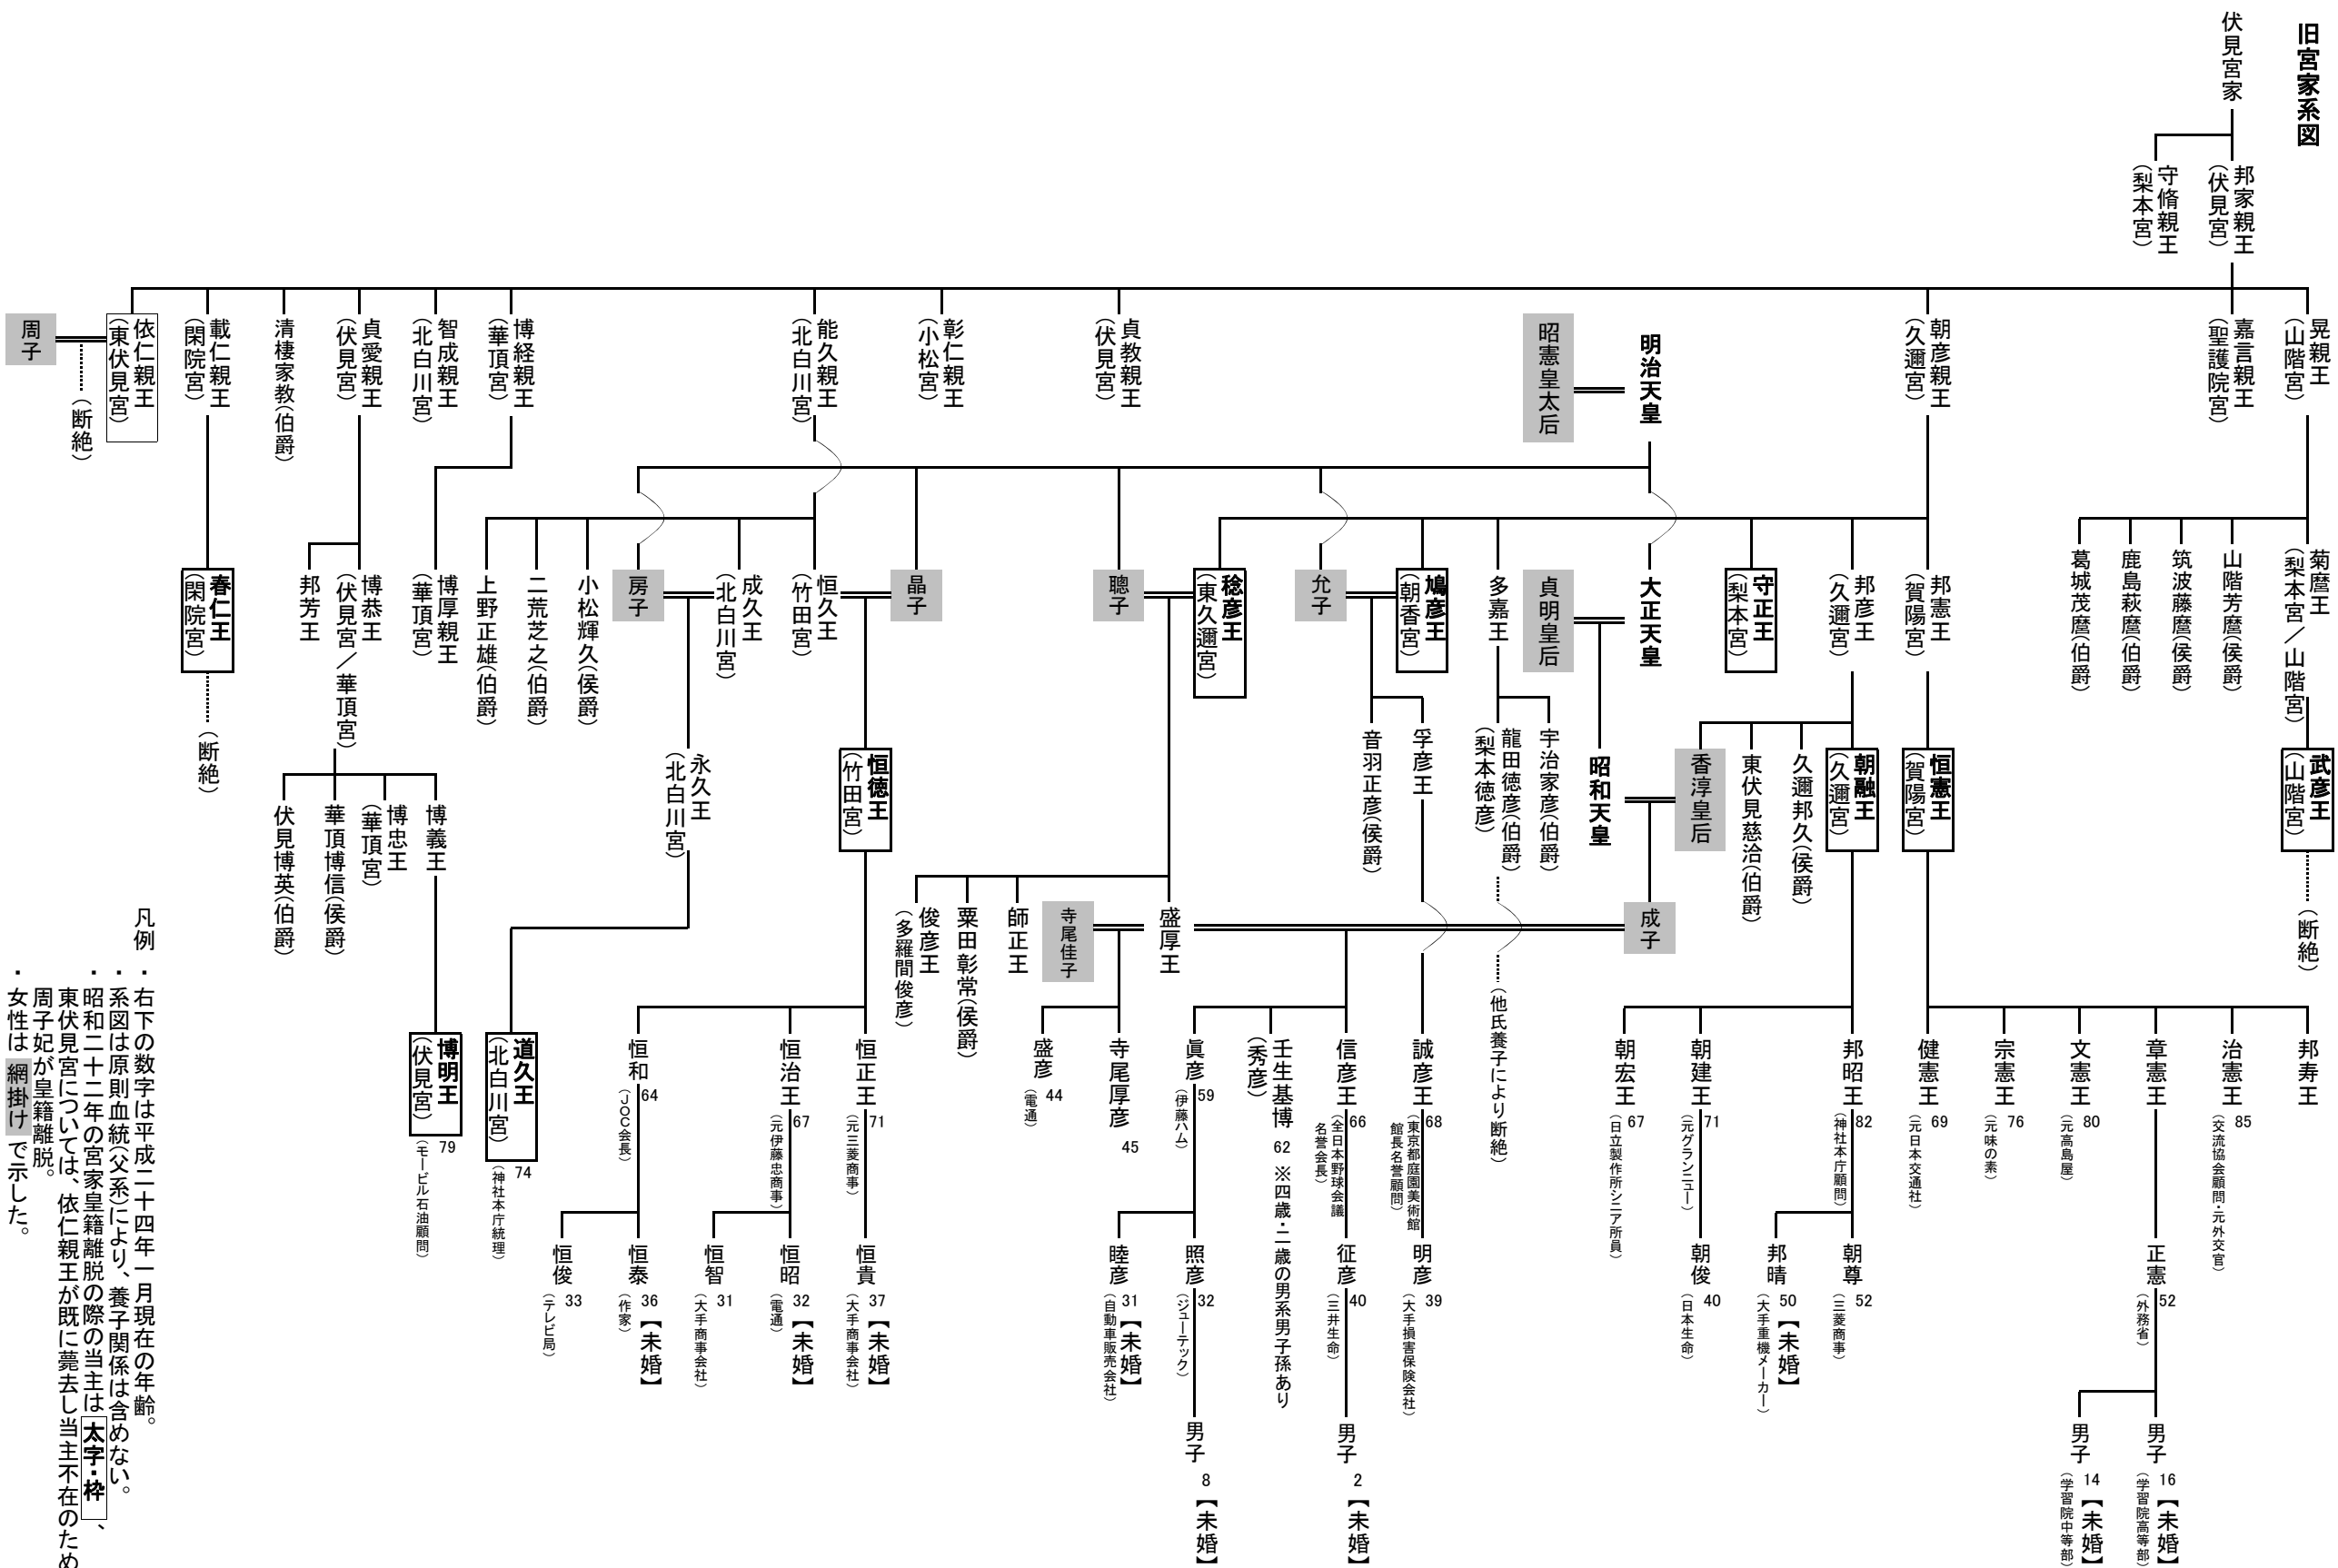 旧宮家系図
伏見宮家
邦家親王
（伏見宮）
守脩親王
（梨本宮）
晃親王
（山階宮）
嘉言親王
（聖護院宮）
朝彦親王
（久邇宮）
明治天皇
昭憲皇太后
貞教親王
（伏見宮）
彰仁親王
（小松宮）
能久親王
（北白川宮）
博経親王
（華頂宮）
智成親王
（北白川宮）
貞愛親王
（伏見宮）
清棲家教（伯爵）
載仁親王
（閑院宮）
依仁親王
（東伏見宮）
周子
（断絶）
菊麿王
（梨本宮／山階宮）
山階芳麿（侯爵）
筑波藤麿（侯爵）
鹿島萩麿（伯爵）
葛城茂麿（伯爵）
邦憲王
（賀陽宮）
邦彦王
（久邇宮）
守正王
（梨本宮）
大正天皇
貞明皇后
多嘉王
鳩彦王
（朝香宮）
允子
稔彦王
（東久邇宮）
聰子
晶子
恒久王
（竹田宮）
成久王
（北白川宮）
房子
小松輝久（侯爵）
二荒芝之（伯爵）
上野正雄（伯爵）
博厚親王
（華頂宮）
博恭王
（伏見宮／華頂宮）
邦芳王
春仁王
（閑院宮）
（断絶）
武彦王
（山階宮）
（断絶）
恒憲王
（賀陽宮）
朝融王
（久邇宮）
久邇邦久（侯爵）
東伏見慈洽（伯爵）
香淳皇后
昭和天皇
宇治家彦（伯爵）
龍田徳彦（伯爵）
（梨本徳彦）
孚彦王
音羽正彦（侯爵）
恒徳王
（竹田宮）
永久王
（北白川宮）
博義王
博忠王
（華頂宮）
華頂博信（侯爵）
伏見博英（伯爵）
成子
盛厚王
寺尾佳子
師正王
粟田彰常（侯爵）
俊彦王
（多羅間俊彦）
（他氏養子により断絶）
邦寿王
治憲王
85
（交流協会顧問・元外交官）
章憲王
文憲王
80
（元高島屋）
宗憲王
76
（元味の素）
健憲王
69
（元日本交通社）
邦昭王
82
（神社本庁顧問）
朝建王
71
（元グランニュー）
朝宏王
67
（日立製作所シニア所員）
誠彦王
68
（東京都庭園美術館
館長名誉顧問）
信彦王
66
（全日本野球会議
名誉会長）
壬生基博
（秀彦）
62
※四歳・二歳の男系男子孫あり
眞彦
59
（伊藤ハム）
寺尾厚彦
45
盛彦
44
（電通）
恒正王
71
（元三菱商事）
恒治王
67
（元伊藤忠商事）
恒和
64
（ＪＯＣ会長）
道久王
（北白川宮）
74
（神社本庁統理）
博明王
（伏見宮）
79
（モービル石油顧問）
正憲
52
（外務省）
朝尊
52
（三菱商事）
邦晴
50
（大手重機メーカー）
【未婚】
朝俊
40
（日本生命）
明彦
39
（大手損害保険会社）
征彦
40
（三井生命）
照彦
32
（ジューテック）
睦彦
31
（自動車販売会社）
【未婚】
恒貴
37
（大手商事会社）
【未婚】
恒昭
32
（電通）
【未婚】
恒智
31
（大手商事会社）
恒泰
36
（作家）
【未婚】
恒俊
33
（テレビ局）
男子
16
（学習院高等部）
【未婚】
男子
14
（学習院中等部）
【未婚】
男子
2
【未婚】
男子
8
【未婚】
凡例
・右下の数字は平成二十四年一月現在の年齢。
・系図は原則血統（父系）により、養子関係は含めない。
・昭和二十二年の宮家皇籍離脱の際の当主は太字・枠、
東伏見宮については、依仁親王が既に薨去し当主不在のため
周子妃が皇籍離脱。
・女性は網掛けで示した。